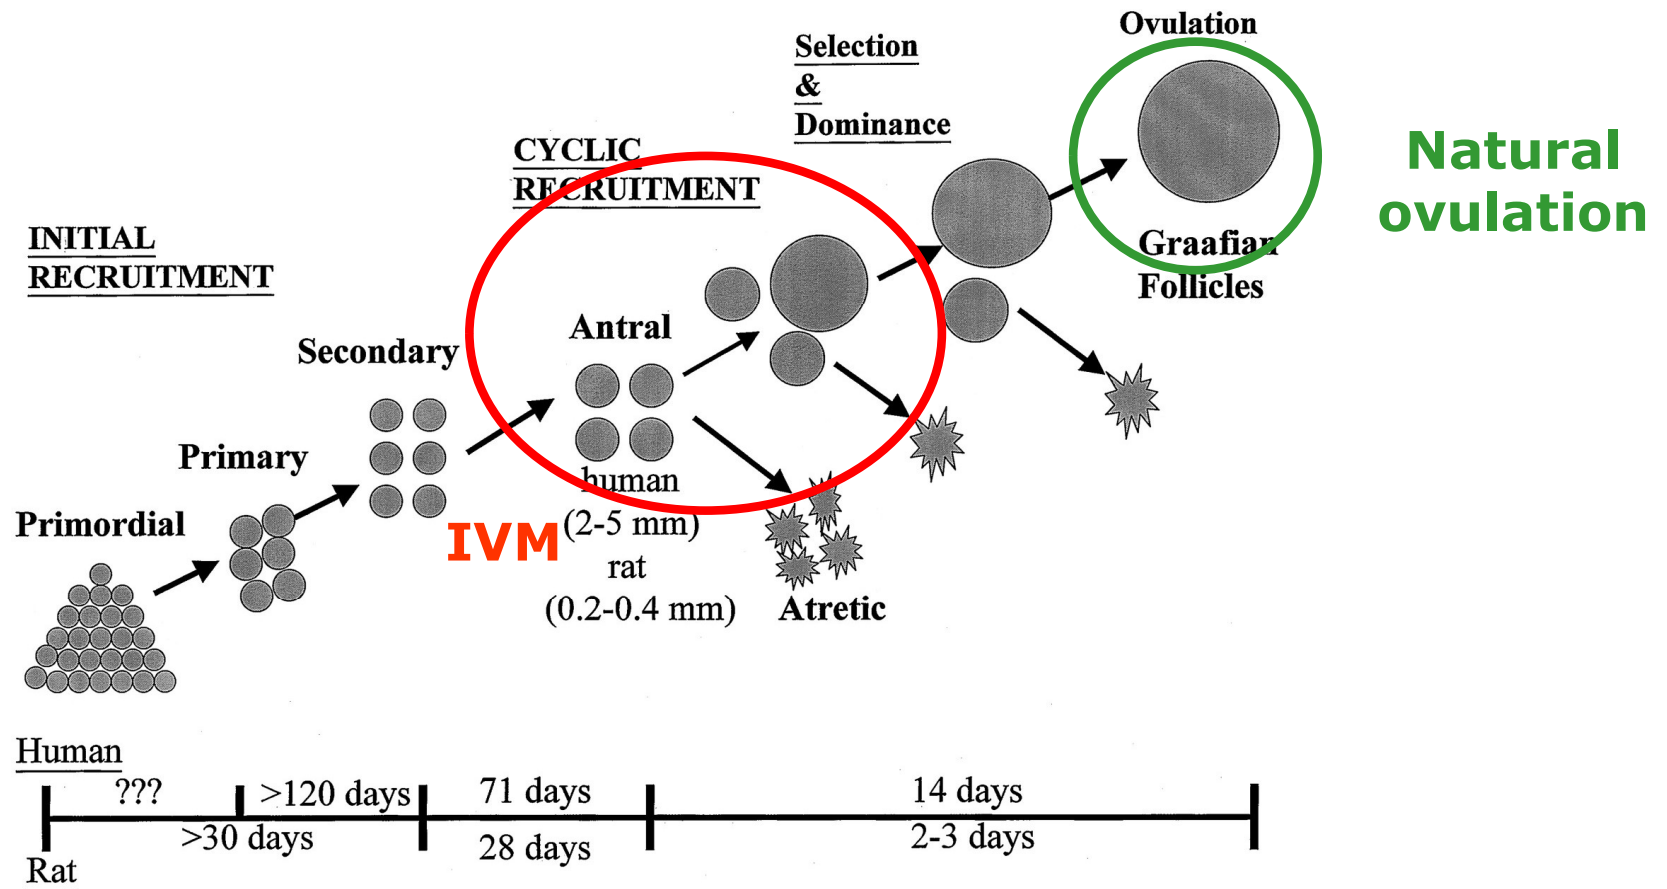 Ovulation
Selection
&
Dominance
Natural
ovulation
CYCLIC
RECRUITMENT
INITIAL
RECRUITMENT
Graafian
Follicles
Antral
Secondary
Primary
human
(2-5 mm)
rat
(0.2-0.4 mm)
IVM
Primordial
Atretic
Human
???
>120 days
71 days
14 days
>30 days
28 days
2-3 days
Rat